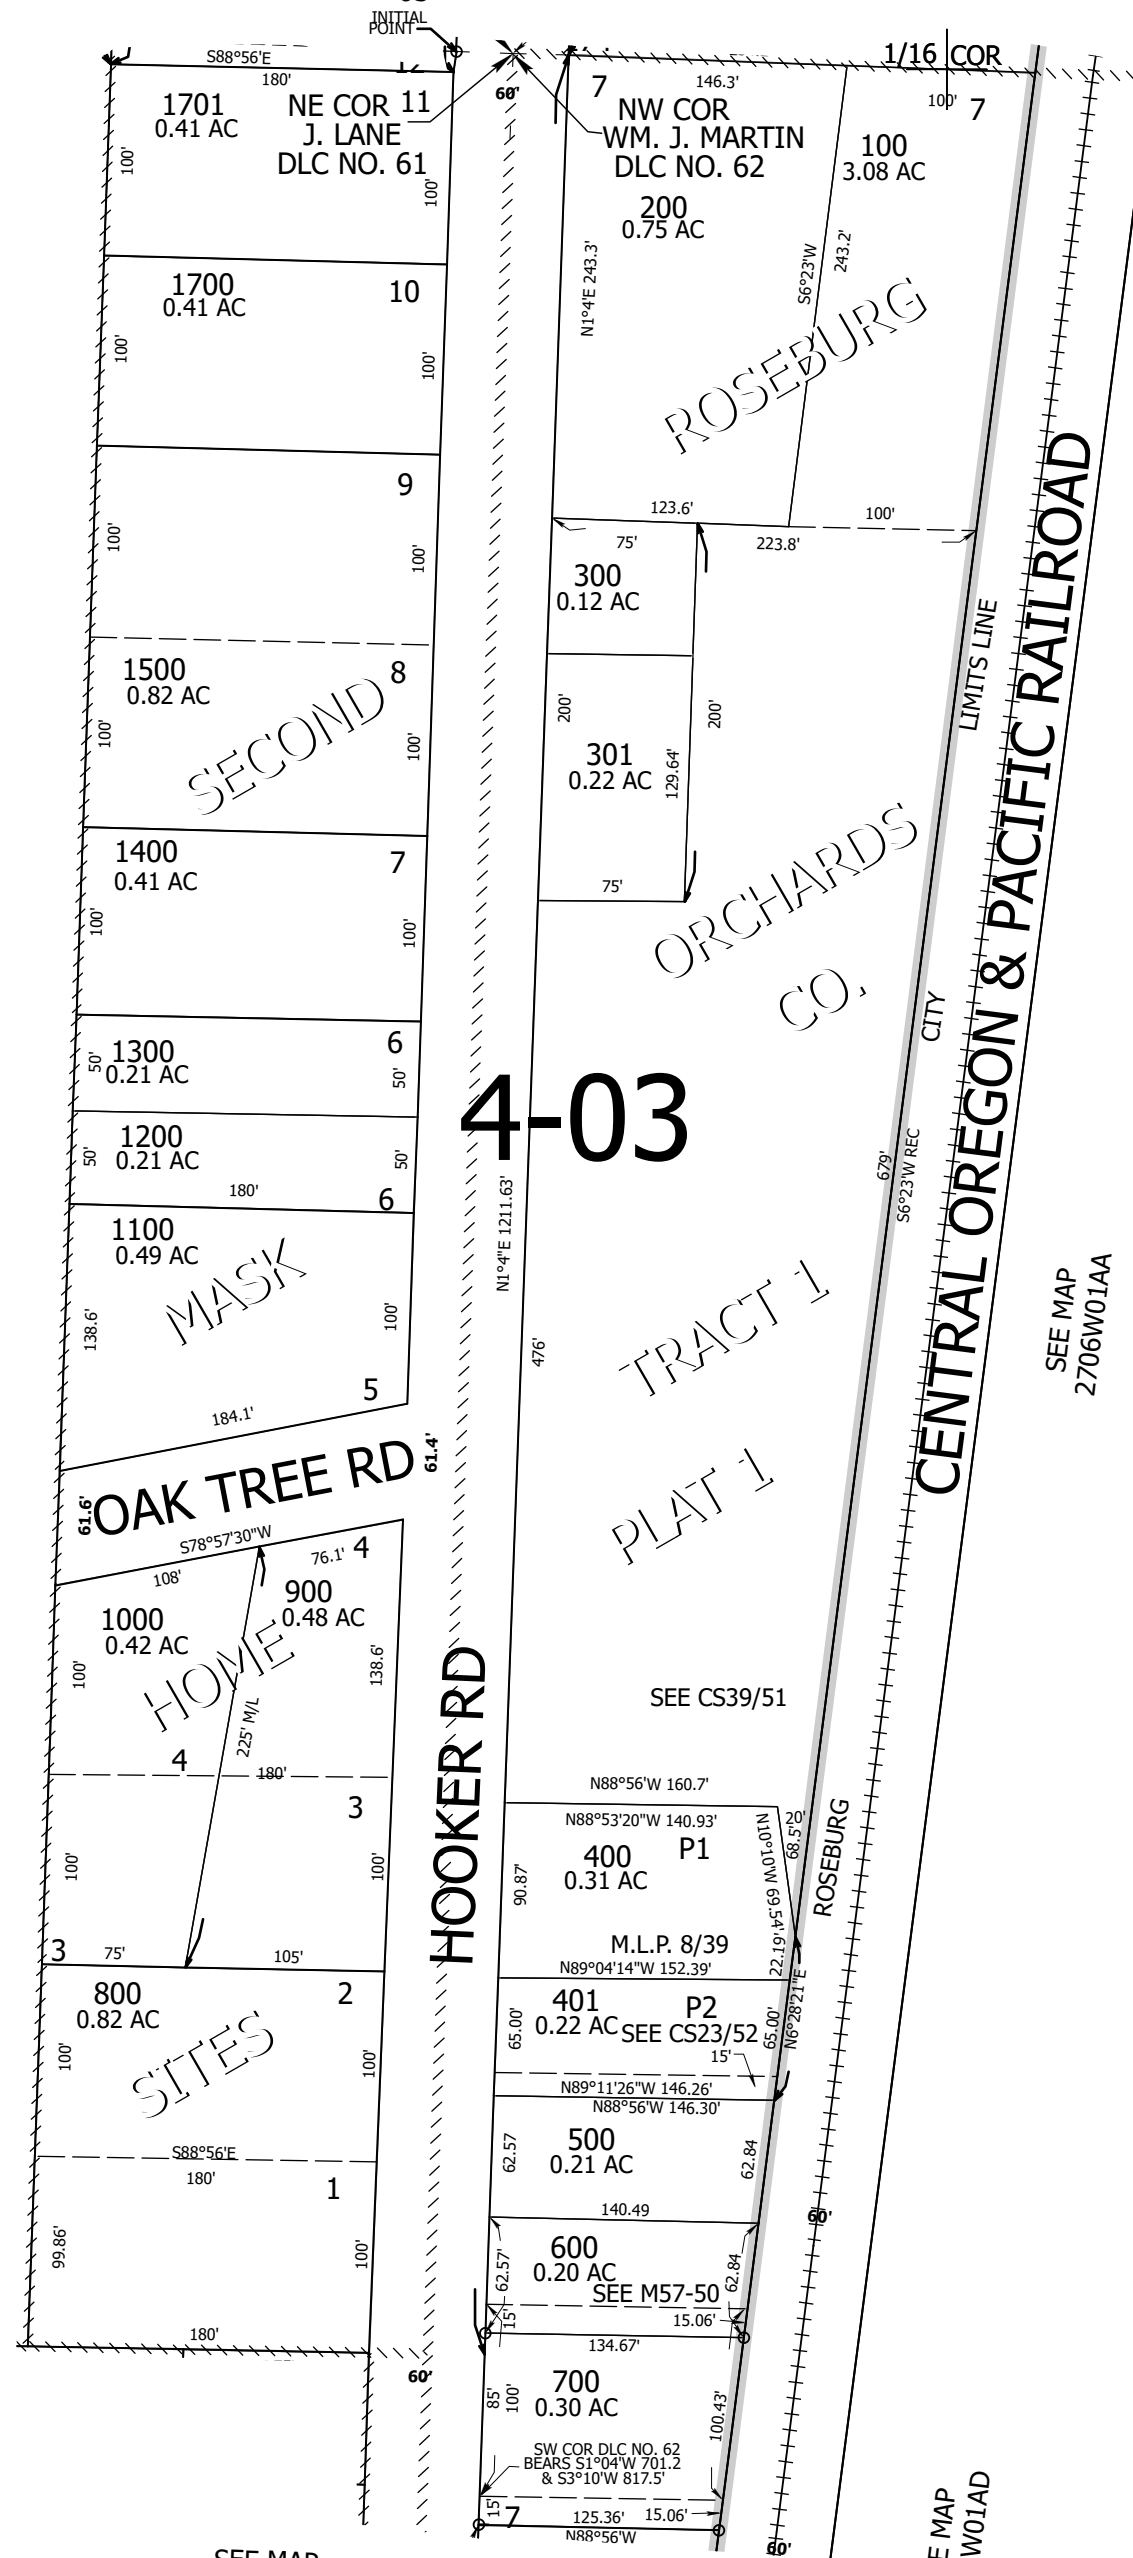 INITIAL
POINT
S88°56'E
180'
1701
0.41 AC
100'
NE COR
J. LANE
DLC NO. 61
11
100'
60'
7
146.3'
NW COR
WM. J. MARTIN
DLC NO. 62
1/16 COR
100'
7
100
3.08 AC
200
0.75 AC
N1°4'E 243.3'
S6°23'W
243.2'
1700
0.41 AC
10
100'
100'
ROSEBURG
9
100'
100'
123.6'
100'
75'
223.8'
300
0.12 AC
1500
0.82 AC
8
100'
100'
SECOND
200'
200'
301
0.22 AC
129.64'
75'
LIMITS LINE
CENTRAL OREGON & PACIFIC RAILROAD
1400
0.41 AC
7
100'
100'
ORCHARDS
CO.
CITY
1300
0.21 AC
6
50'
50'
4-03
1200
0.21 AC
50'
50'
180'
6
679'
S6°23'W REC
N1°4"E 1211.63'
1100
0.49 AC
MASK
138.6'
100'
5
184.1'
476'
TRACT 1
SEE MAP
2706W01AA
OAK TREE RD
61.4'
61.6'
PLAT 1
S78°57'30"W
108'
76.1'
4
900
0.48 AC
1000
0.42 AC
HOME
100'
138.6'
225' M/L
4
180'
HOOKER RD
SEE CS39/51
3
100'
100'
N88°56'W 160.7'
N88°53'20"W 140.93'
20'
68.5'
N10°10'W 69.54'
22.19'
400
0.31 AC
P1
90.87'
ROSEBURG
M.L.P. 8/39
N89°04'14"W 152.39'
3
75'
105'
800
0.82 AC
2
100'
100'
SITES
401
0.22 AC
P2
SEE CS23/52
65.00'
65.00'
N6°28'21"E
15'
N89°11'26"W 146.26'
N88°56'W 146.30'
S88°56'E
180'
1
99.86'
100'
180'
500
0.21 AC
62.57
62.84
140.49
60'
600
0.20 AC
62.57'
62.84
SEE M57-50
15'
15.06'
134.67'
60'
700
0.30 AC
85'
100'
100.43'
SW COR DLC NO. 62
BEARS S1°04'W 701.2
& S3°10'W 817.5'
15'
7
125.36'
15.06'
N88°56'W
60'
MAP
W01AD
SEE MAP